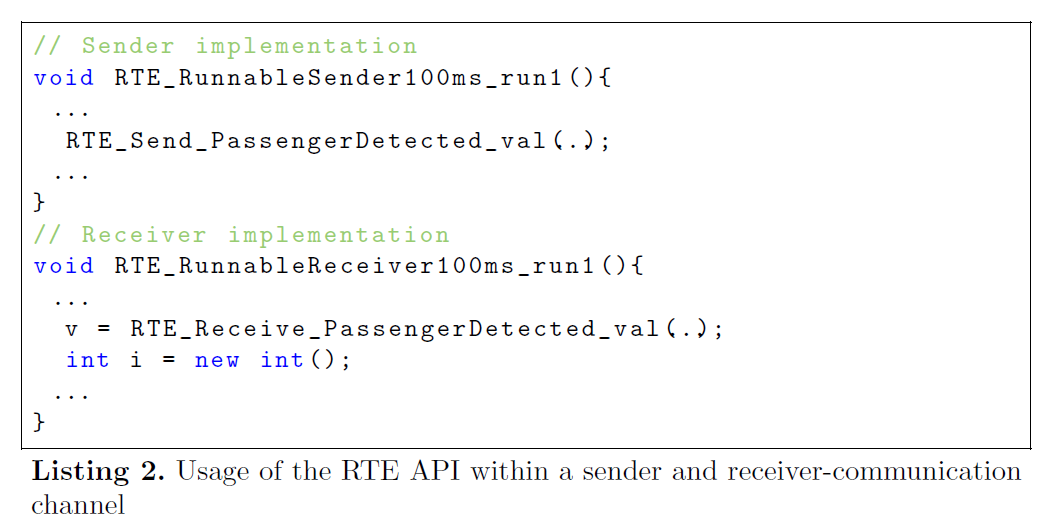 // Sender implementation
void RTE_RunnableSender100ms_run1(){
...
RTE_Send_PassengerDetected_val(.);
...
}
// Receiver implementation
void RTE_RunnableReceiver100ms_run1(){
...
v = RTE_Receive_PassengerDetected_val(.);
int i = new int();
...
}
Listing 2. Usage of the RTE API within a sender and receiver-communication
channel